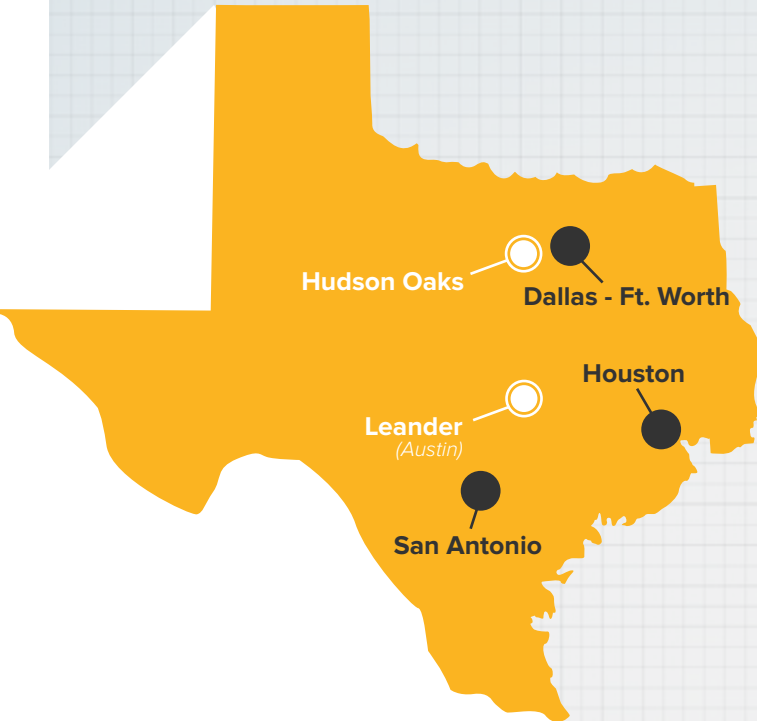 Hudson Oaks
Dallas - Ft. Worth
Houston
Leander
(Austin)
San Antonio